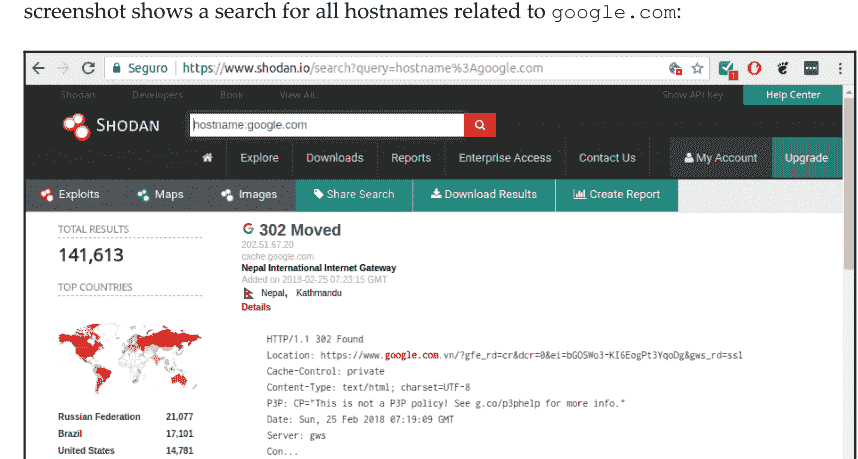 screenshot shows a search for all hostnames related to google.com:
Seguro | https://www.shodan.io/search?query=hostname%3Agoogle.com
1
Shodan Developers Book View All... Show API Key Help Center
SHODAN hostname:google.com
Explore Downloads Reports Enterprise Access Contact Us My Account Upgrade
Exploits Maps Images Share Search Download Results Create Report
TOTAL RESULTS
141,613
TOP COUNTRIES
Russian Federation 21,077
Brazil 17,101
United States 14,781
G 302 Moved
202.51.67.20
cache.google.com
Nepal International Internet Gateway
Added on 2018-02-25 07:23:15 GMT
Nepal, Kathmandu
Details
HTTP/1.1 302 Found
Location: https://www.google.com.vn/?gfe_rd=cr&dcr=0&ei=bGOSWo3-KI6EogPt3YqoDg&gws_rd=ssl
Cache-Control: private
Content-Type: text/html; charset=UTF-8
P3P: CP="This is not a P3P policy! See g.co/p3phelp for more info."
Date: Sun, 25 Feb 2018 07:19:09 GMT
Server: gws
Con...